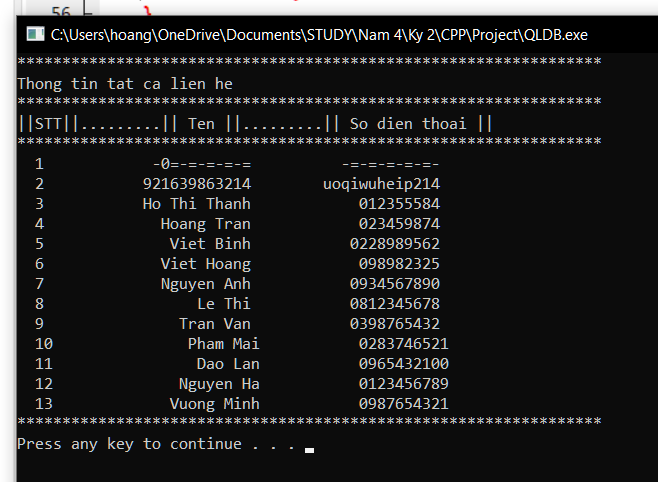 56
}
C:\Users\hoang\OneDrive\Documents\STUDY\Nam 4\Ky 2\CPP\Project\QLDB.exe
*****************************************************************
Thong tin tat ca lien he
*****************************************************************
||STT||.........|| Ten ||.........|| So dien thoai ||
*****************************************************************
1 -0=-=-=-=-= -=-=-=-=-=-
2 921639863214 uoqiwuheip214
3 Ho Thi Thanh 012355584
4 Hoang Tran 023459874
5 Viet Binh 0228989562
6 Viet Hoang 098982325
7 Nguyen Anh 0934567890
8 Le Thi 0812345678
9 Tran Van 0398765432
10 Pham Mai 0283746521
11 Dao Lan 0965432100
12 Nguyen Ha 0123456789
13 Vuong Minh 0987654321
*****************************************************************
Press any key to continue . . .